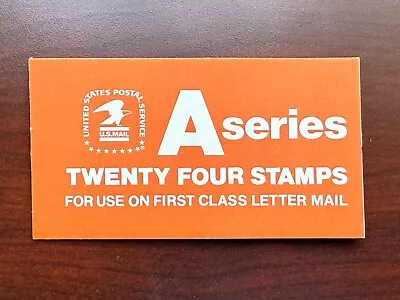 UNITED STATES POSTAL SERVICE
U.S.MAIL
A series
TWENTY FOUR STAMPS
FOR USE ON FIRST CLASS LETTER MAIL